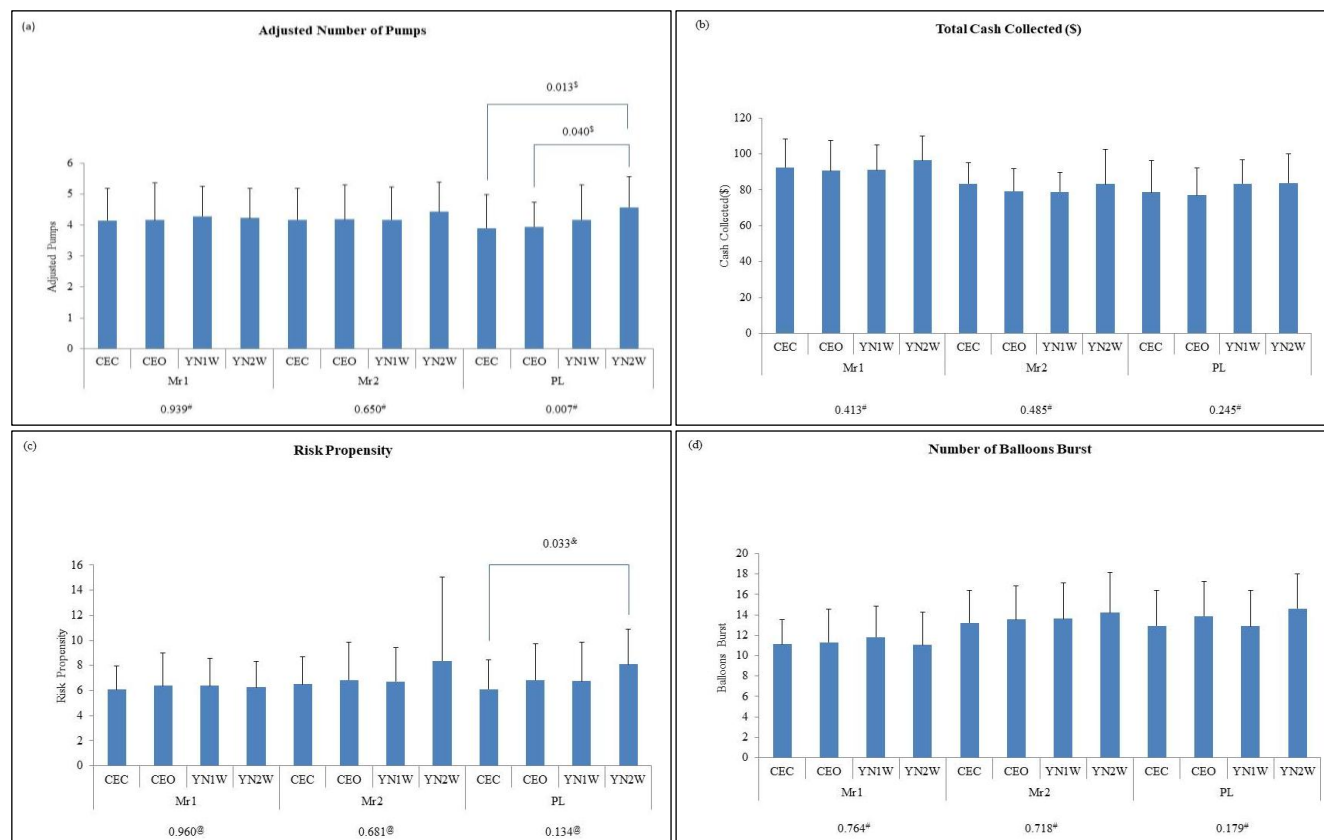 (a)
Adjusted Number of Pumps
0.013$
0.040$
Adjusted Pumps
6
5
4
3
2
1
0
CEC CEO YN1W YN2W CEC CEO YN1W YN2W CEC CEO YN1W YN2W
Mr1 Mr2 PL
0.939# 0.650# 0.007#
(b)
Total Cash Collected ($)
Cash Collected($)
120
100
80
60
40
20
0
CEC CEO YN1W YN2W CEC CEO YN1W YN2W CEC CEO YN1W YN2W
Mr1 Mr2 PL
0.413# 0.485# 0.245#
(c)
Risk Propensity
0.033&
Risk Propensity
16
14
12
10
8
6
4
2
0
CEC CEO YN1W YN2W CEC CEO YN1W YN2W CEC CEO YN1W YN2W
Mr1 Mr2 PL
0.960@ 0.681@ 0.134@
(d)
Number of Balloons Burst
Balloons Burst
20
18
16
14
12
10
8
6
4
2
0
CEC CEO YN1W YN2W CEC CEO YN1W YN2W CEC CEO YN1W YN2W
Mr1 Mr2 PL
0.764# 0.718# 0.179#